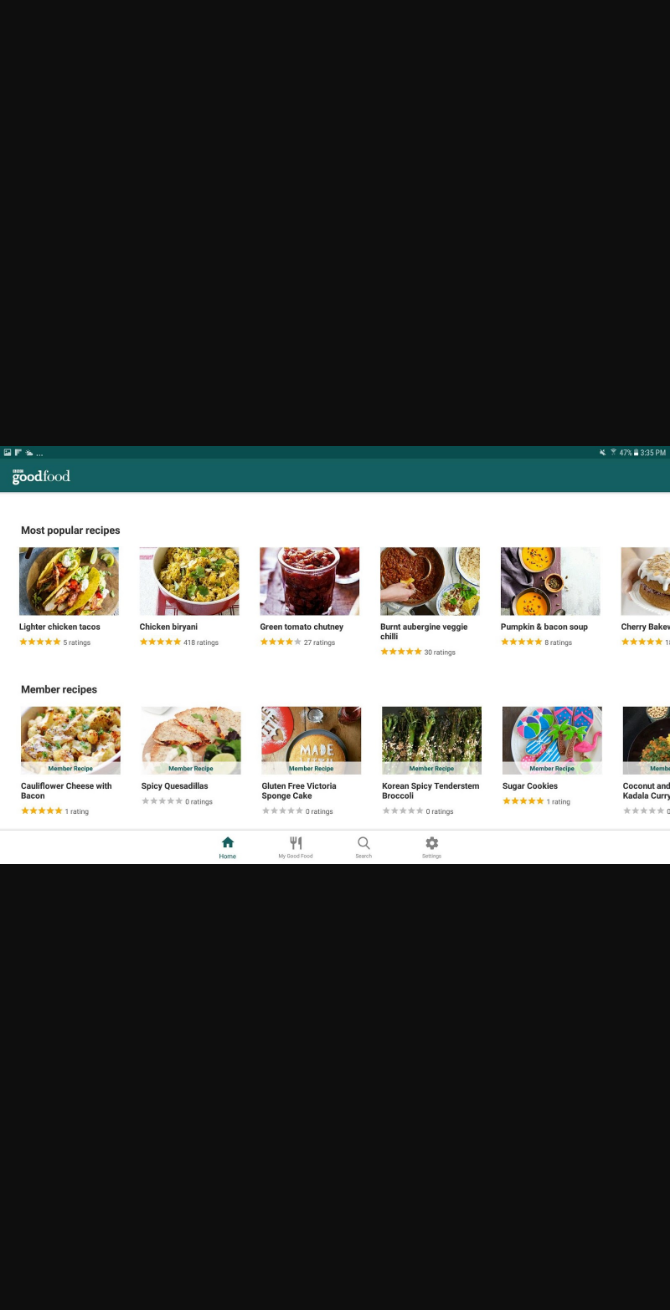 47% 3:35 PM
BBC
goodfood
Most popular recipes
Lighter chicken tacos
5 ratings
Chicken biryani
418 ratings
Green tomato chutney
27 ratings
Burnt aubergine veggie
chilli
30 ratings
Pumpkin & bacon soup
8 ratings
Cherry
Member recipes
Member Recipe
Cauliflower Cheese with
Bacon
1 rating
Member Recipe
Spicy Quesadillas
0 ratings
MADE
Member Recipe
Gluten Free Victoria
Sponge Cake
0 ratings
Member Recipe
Korean Spicy Tenderstem
Broccoli
0 ratings
Member Recipe
Sugar Cookies
1 rating
Coconut and
Kadala Curry
Home
My Good Food
Search
Settings